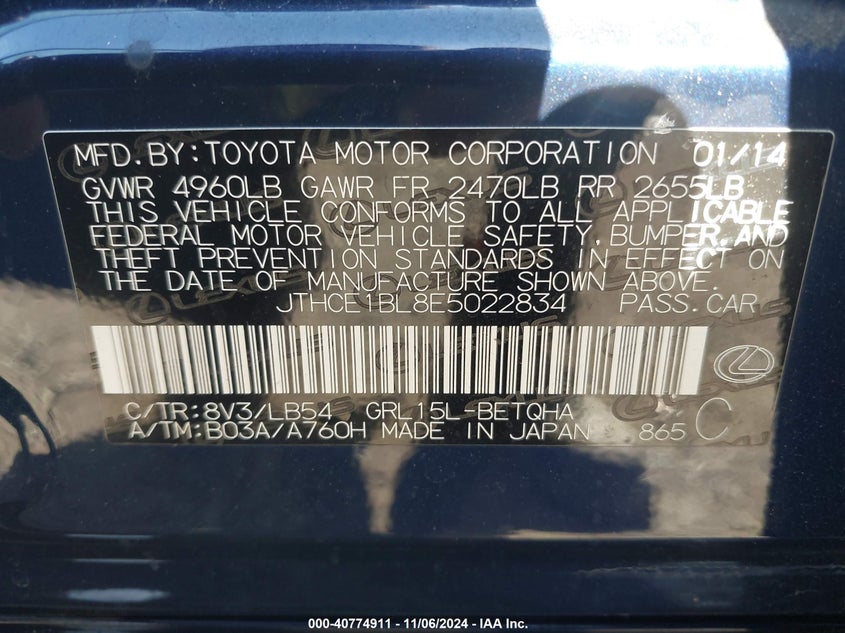 MFD.BY:TOYOTA MOTOR CORPORATION 01/14
GVWR 4960LB GAWR FR 2470LB RR 2655LB
THIS VEHICLE CONFORMS TO ALL APPLICABLE
FEDERAL MOTOR VEHICLE SAFETY,BUMPER,AND
THEFT PREVENTION STANDARDS IN EFFECT ON
THE DATE OF MANUFACTURE SHOWN ABOVE.
JTHCE1BL8E5022834 PASS.CAR
C/TR:8V3/LB54 GRL15L-BETQHA
A/TM:B03A/A760H MADE IN JAPAN 865 C
000-40774911 - 11/06/2024 - IAA Inc.